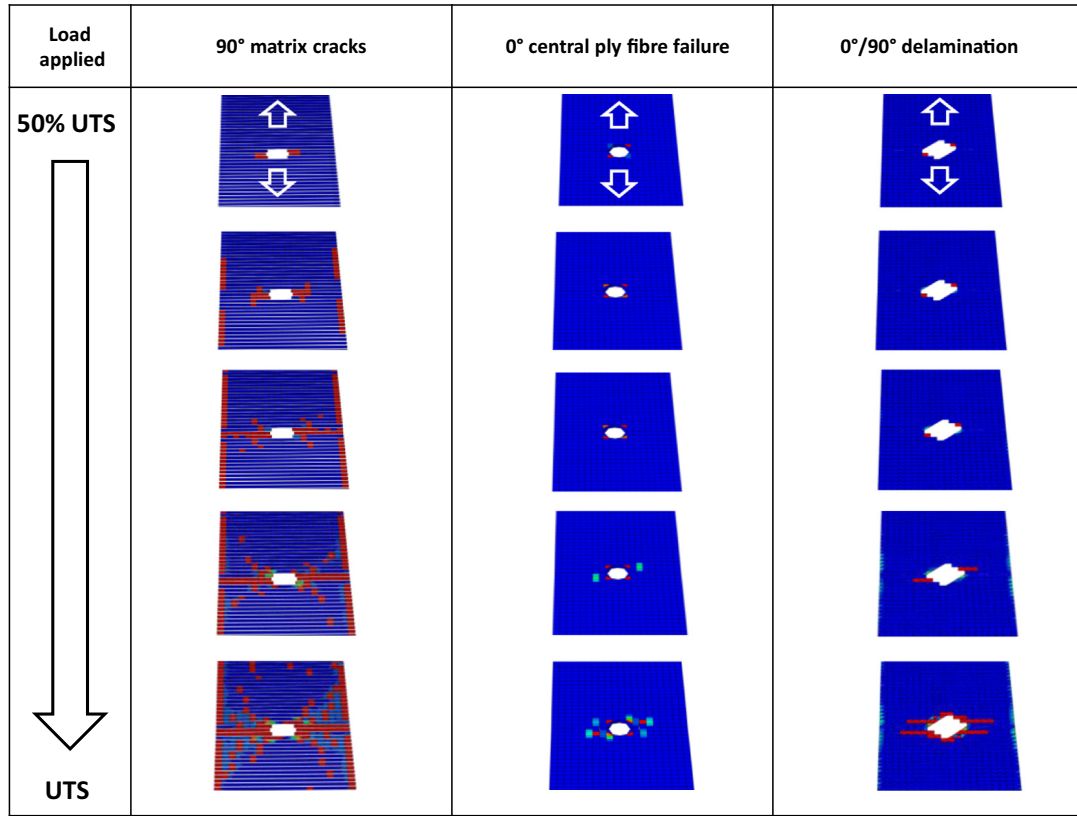 Load
applied
90° matrix cracks
0° central ply fibre failure
0°/90° delamination
50% UTS
UTS